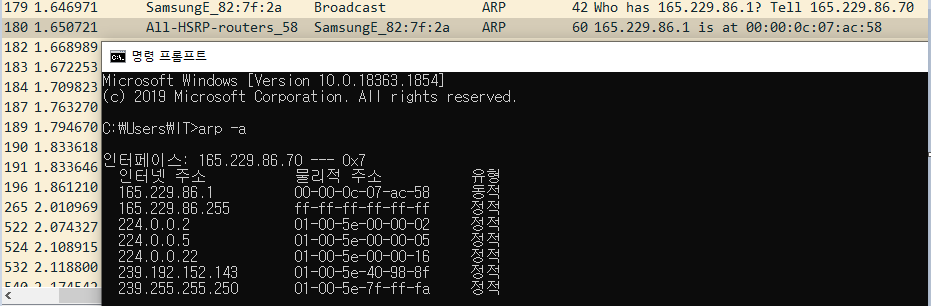 179 1.646971 SamsungE_82:7f:2a Broadcast ARP 42 Who has 165.229.86.1? Tell 165.229.86.70
180 1.650721 All-HSRP-routers_58 SamsungE_82:7f:2a ARP 60 165.229.86.1 is at 00:00:0c:07:ac:58
182 1.668989
183 1.672253
184 1.709823
187 1.763270
189 1.794670
190 1.833618
191 1.833646
196 1.861210
265 2.010969
522 2.074327
524 2.108915
532 2.118800
540 2.174542
명령 프롬프트
Microsoft Windows [Version 10.0.18363.1854]
(c) 2019 Microsoft Corporation. All rights reserved.
C:₩Users₩IT>arp -a
인터페이스: 165.229.86.70 --- 0x7
인터넷 주소 물리적 주소 유형
165.229.86.1 00-00-0c-07-ac-58 동적
165.229.86.255 ff-ff-ff-ff-ff-ff 정적
224.0.0.2 01-00-5e-00-00-02 정적
224.0.0.5 01-00-5e-00-00-05 정적
224.0.0.22 01-00-5e-00-00-16 정적
239.192.152.143 01-00-5e-40-98-8f 정적
239.255.255.250 01-00-5e-7f-ff-fa 정적